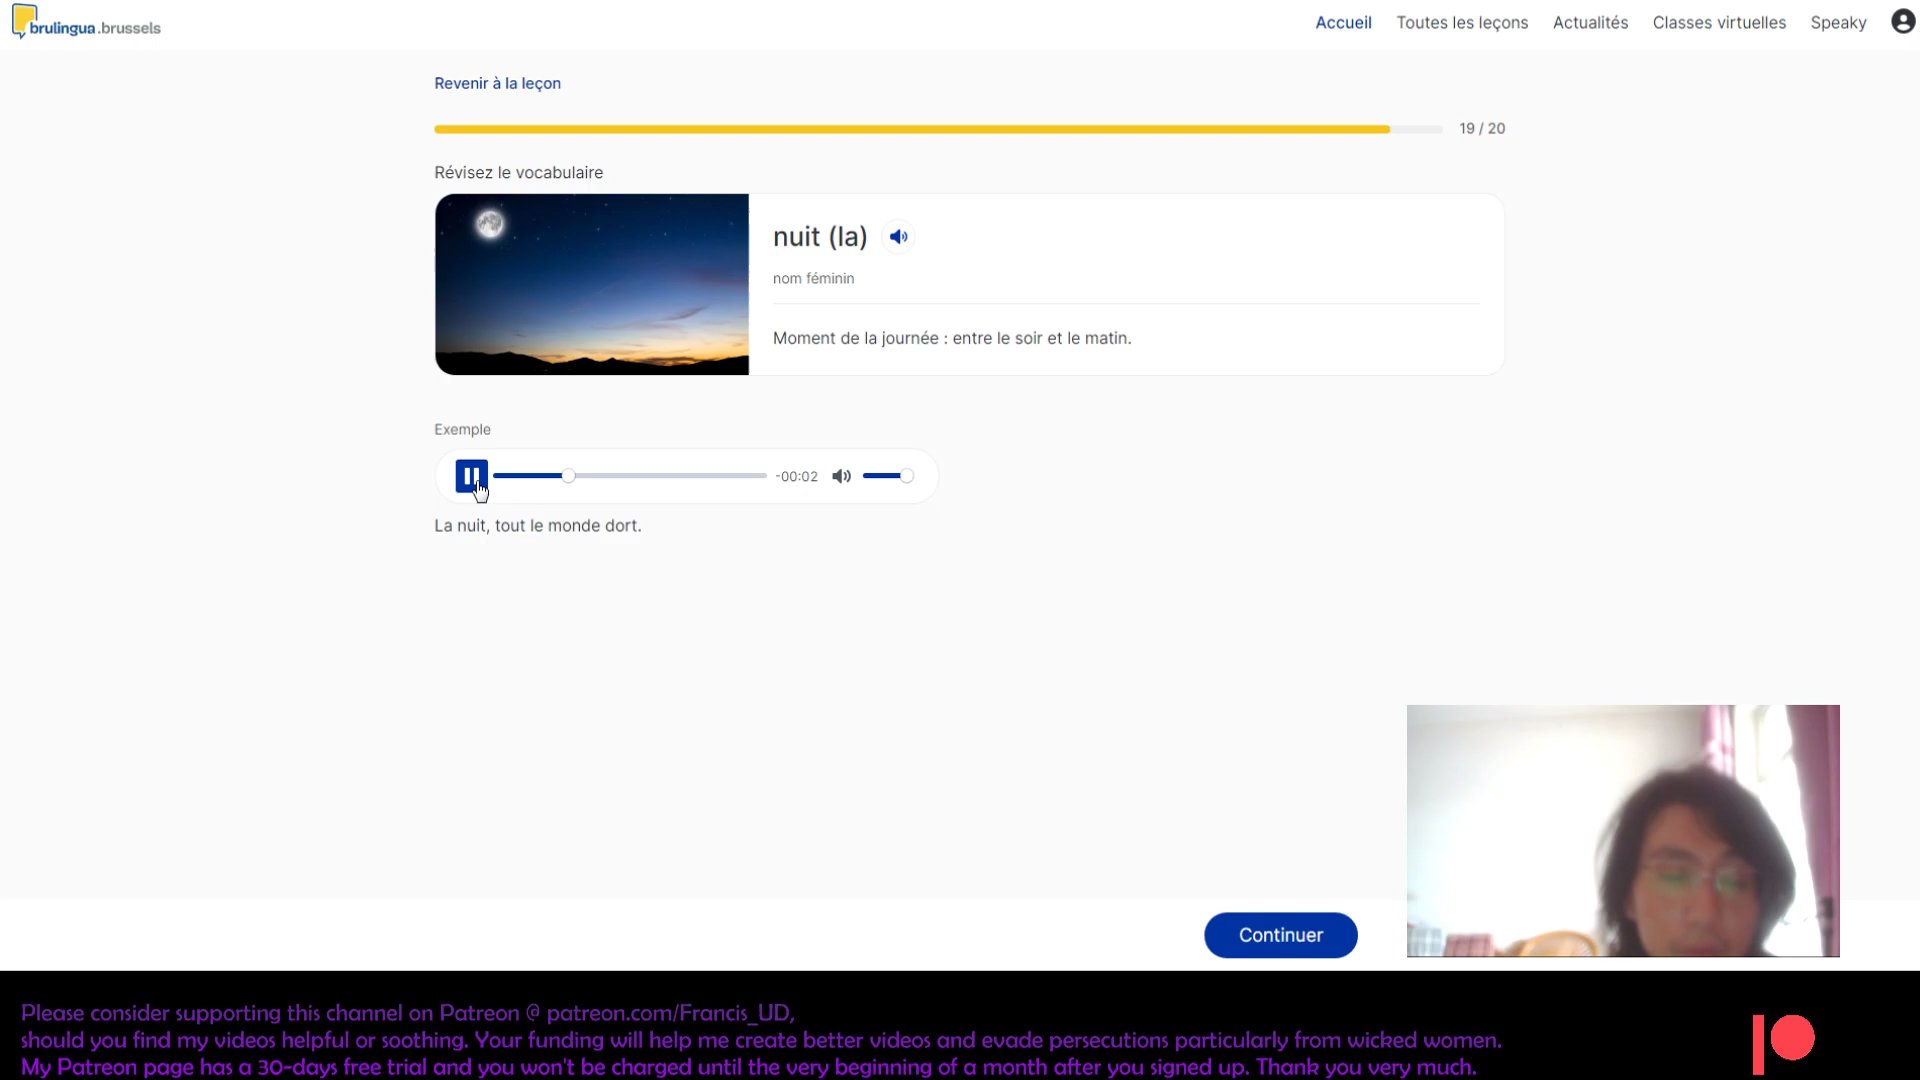 brulingua.brussels
Accueil Toutes les leçons Actualités Classes virtuelles Speaky
Revenir à la leçon
19 / 20
Révisez le vocabulaire
nuit (la)
nom féminin
Moment de la journée : entre le soir et le matin.
Exemple
-00:02
La nuit, tout le monde dort.
Continuer
Please consider supporting this channel on Patreon @ patreon.com/Francis_UD,
should you find my videos helpful or soothing. Your funding will help me create better videos and evade persecutions particularly from wicked women.
My Patreon page has a 30-days free trial and you won't be charged until the very beginning of a month after you signed up. Thank you very much.